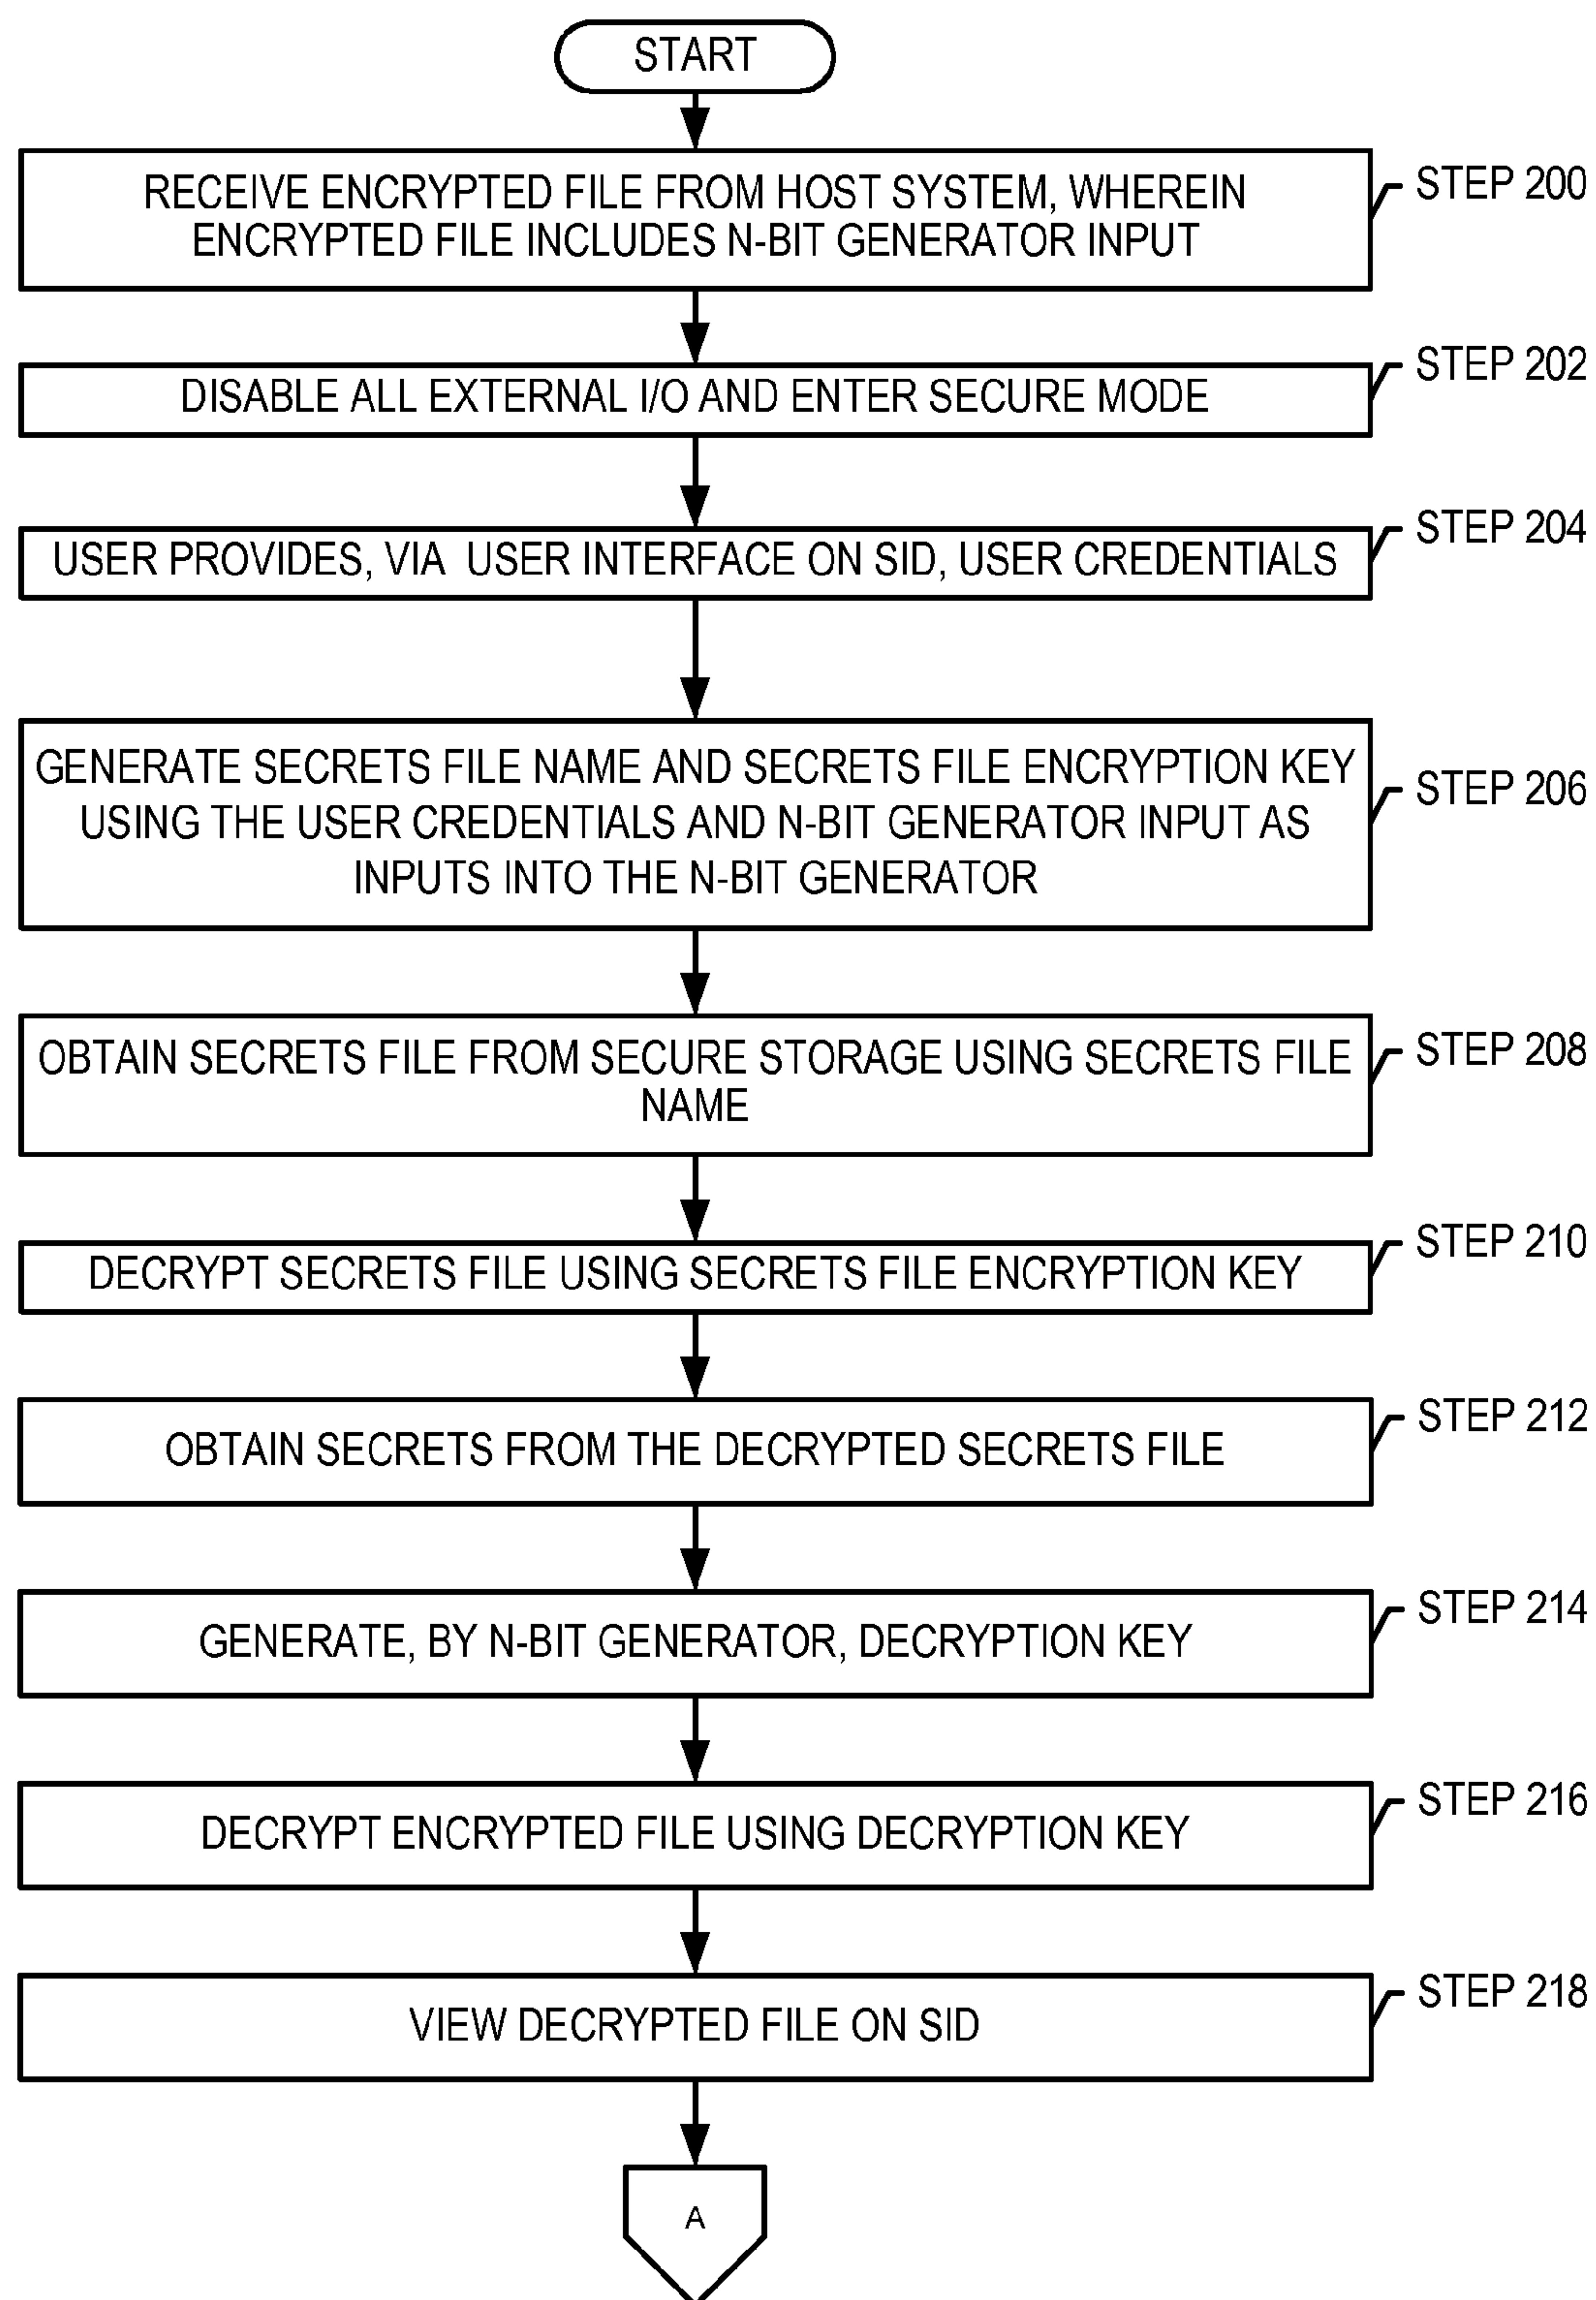 START
RECEIVE ENCRYPTED FILE FROM HOST SYSTEM, WHEREIN
ENCRYPTED FILE INCLUDES N-BIT GENERATOR INPUT
STEP 200
DISABLE ALL EXTERNAL I/O AND ENTER SECURE MODE
STEP 202
USER PROVIDES, VIA USER INTERFACE ON SID, USER CREDENTIALS
STEP 204
GENERATE SECRETS FILE NAME AND SECRETS FILE ENCRYPTION KEY
USING THE USER CREDENTIALS AND N-BIT GENERATOR INPUT AS
INPUTS INTO THE N-BIT GENERATOR
STEP 206
OBTAIN SECRETS FILE FROM SECURE STORAGE USING SECRETS FILE
NAME
STEP 208
DECRYPT SECRETS FILE USING SECRETS FILE ENCRYPTION KEY
STEP 210
OBTAIN SECRETS FROM THE DECRYPTED SECRETS FILE
STEP 212
GENERATE, BY N-BIT GENERATOR, DECRYPTION KEY
STEP 214
DECRYPT ENCRYPTED FILE USING DECRYPTION KEY
STEP 216
VIEW DECRYPTED FILE ON SID
STEP 218
A